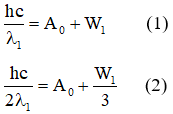 hc/λ₁ = A₀ + W₁ (1)
hc/2λ₁ = A₀ + W₁/3 (2)